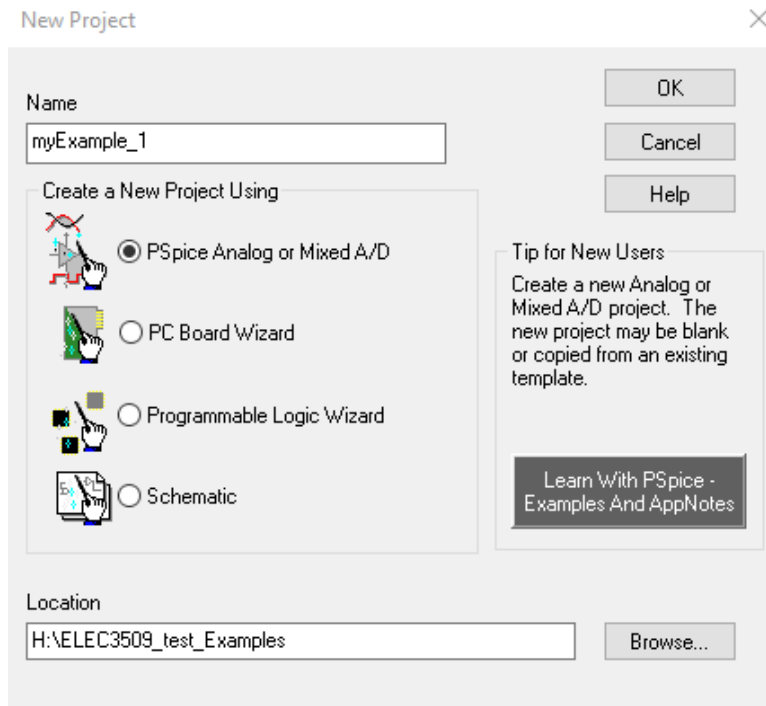 New Project
Name
myExample_1
OK
Cancel
Help
Create a New Project Using
PSpice Analog or Mixed A/D
PC Board Wizard
Programmable Logic Wizard
Schematic
Tip for New Users
Create a new Analog or
Mixed A/D project. The
new project may be blank
or copied from an existing
template.
Learn With PSpice -
Examples And AppNotes
Location
H:\ELEC3509_test_Examples
Browse...